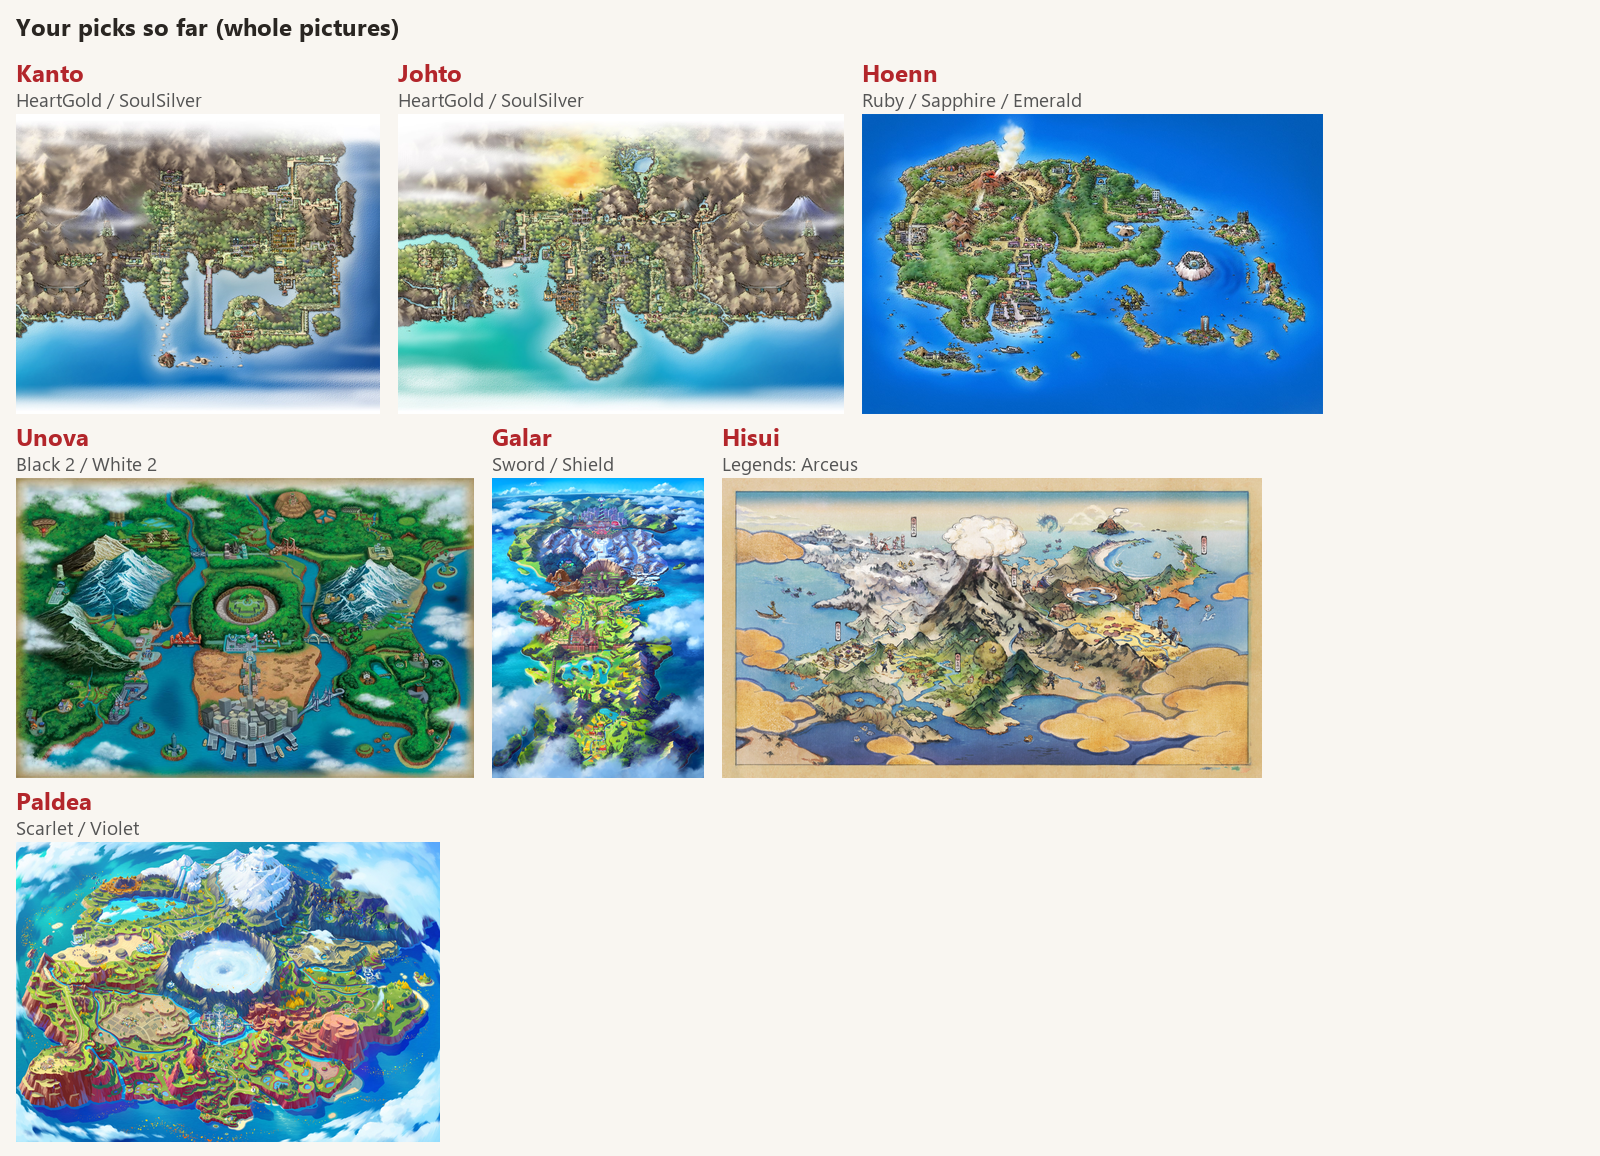 Your picks so far (whole pictures)
Kanto
HeartGold / SoulSilver
Johto
HeartGold / SoulSilver
Hoenn
Ruby / Sapphire / Emerald
Unova
Black 2 / White 2
Galar
Sword / Shield
Hisui
Legends: Arceus
Paldea
Scarlet / Violet